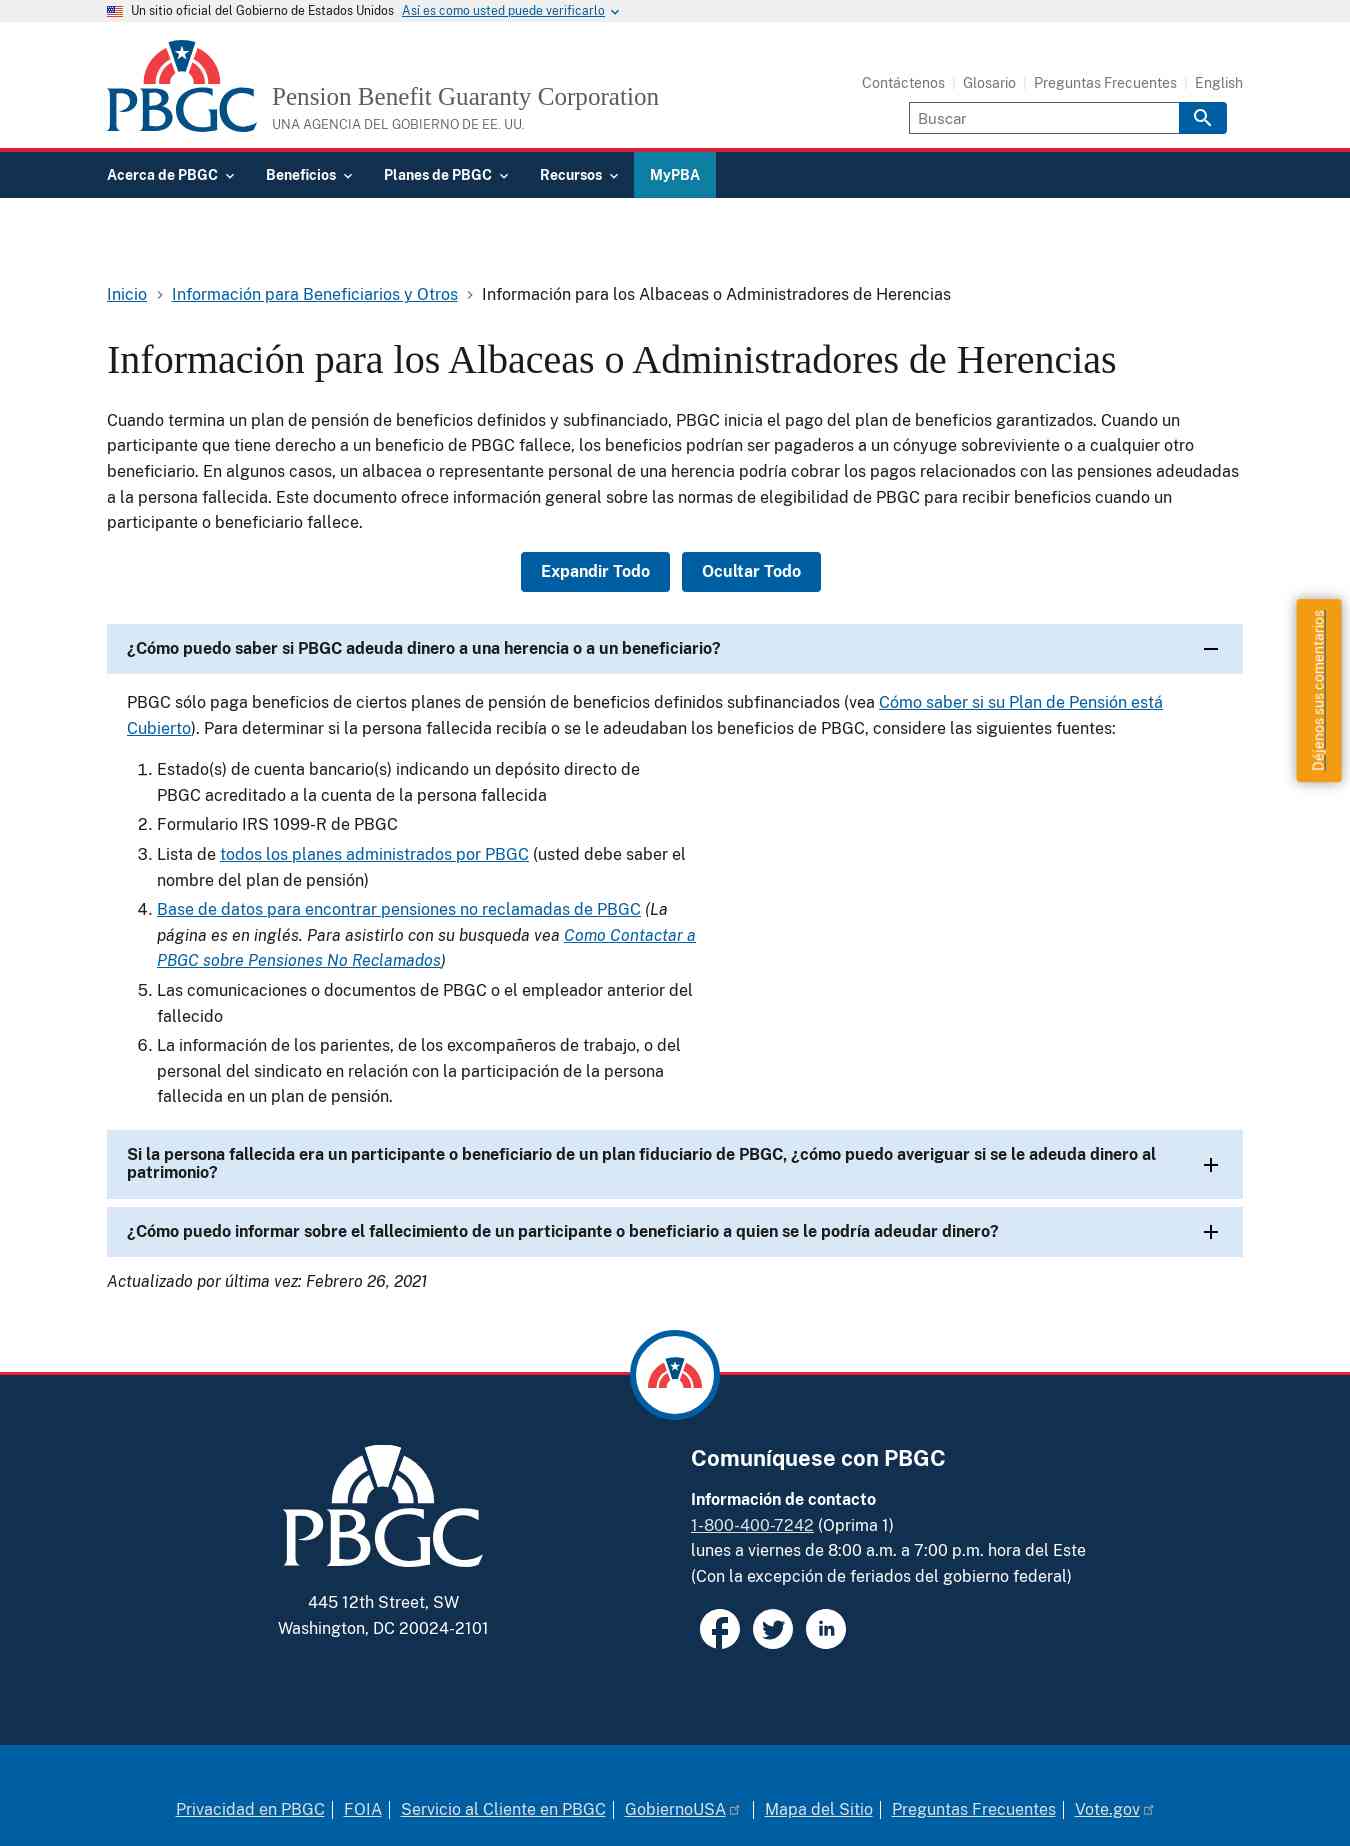 Un sitio oficial del Gobierno de Estados Unidos Así es como usted puede verificarlo
PBGC
Pension Benefit Guaranty Corporation
UNA AGENCIA DEL GOBIERNO DE EE. UU.
Contáctenos | Glosario | Preguntas Frecuentes | English
Buscar
Acerca de PBGC Beneficios Planes de PBGC Recursos MyPBA
Inicio > Información para Beneficiarios y Otros > Información para los Albaceas o Administradores de Herencias
Información para los Albaceas o Administradores de Herencias
Cuando termina un plan de pensión de beneficios definidos y subfinanciado, PBGC inicia el pago del plan de beneficios garantizados. Cuando un
participante que tiene derecho a un beneficio de PBGC fallece, los beneficios podrían ser pagaderos a un cónyuge sobreviviente o a cualquier otro
beneficiario. En algunos casos, un albacea o representante personal de una herencia podría cobrar los pagos relacionados con las pensiones adeudadas
a la persona fallecida. Este documento ofrece información general sobre las normas de elegibilidad de PBGC para recibir beneficios cuando un
participante o beneficiario fallece.
Expandir Todo Ocultar Todo
¿Cómo puedo saber si PBGC adeuda dinero a una herencia o a un beneficiario?
PBGC sólo paga beneficios de ciertos planes de pensión de beneficios definidos subfinanciados (vea Cómo saber si su Plan de Pensión está
Cubierto). Para determinar si la persona fallecida recibía o se le adeudaban los beneficios de PBGC, considere las siguientes fuentes:
1. Estado(s) de cuenta bancario(s) indicando un depósito directo de
PBGC acreditado a la cuenta de la persona fallecida
2. Formulario IRS 1099-R de PBGC
3. Lista de todos los planes administrados por PBGC (usted debe saber el
nombre del plan de pensión)
4. Base de datos para encontrar pensiones no reclamadas de PBGC (La
página es en inglés. Para asistirlo con su busqueda vea Como Contactar a
PBGC sobre Pensiones No Reclamados)
5. Las comunicaciones o documentos de PBGC o el empleador anterior del
fallecido
6. La información de los parientes, de los excompañeros de trabajo, o del
personal del sindicato en relación con la participación de la persona
fallecida en un plan de pensión.
Si la persona fallecida era un participante o beneficiario de un plan fiduciario de PBGC, ¿cómo puedo averiguar si se le adeuda dinero al
patrimonio?
¿Cómo puedo informar sobre el fallecimiento de un participante o beneficiario a quien se le podría adeudar dinero?
Actualizado por última vez: Febrero 26, 2021
Déjenos sus comentarios
PBGC
445 12th Street, SW
Washington, DC 20024-2101
Comuníquese con PBGC
Información de contacto
1-800-400-7242 (Oprima 1)
lunes a viernes de 8:00 a.m. a 7:00 p.m. hora del Este
(Con la excepción de feriados del gobierno federal)
Privacidad en PBGC | FOIA | Servicio al Cliente en PBGC | GobiernoUSA | Mapa del Sitio | Preguntas Frecuentes | Vote.gov